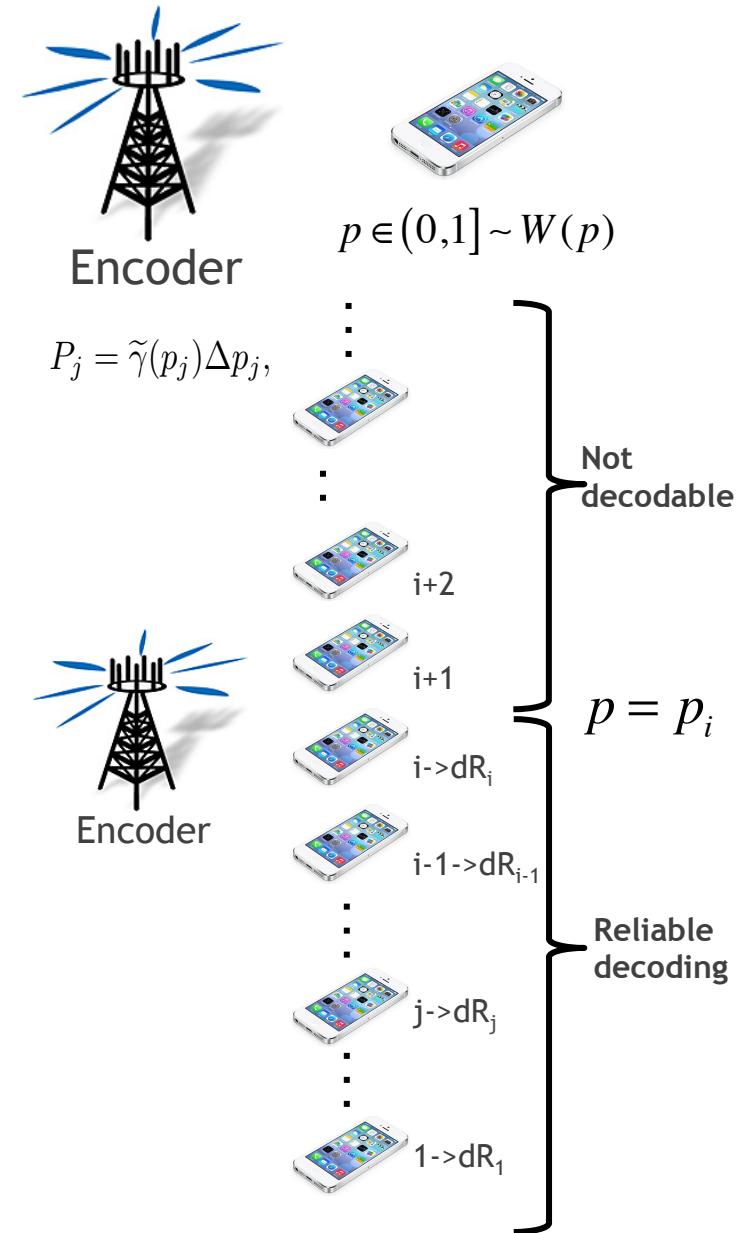 Encoder
p ∈ (0,1] ~ W(p)
P_j = γ̃(p_j)Δp_j,
Not
decodable
i+2
i+1
p = p_i
i->dR_i
Encoder
i-1->dR_{i-1}
Reliable
decoding
j->dR_j
1->dR_1